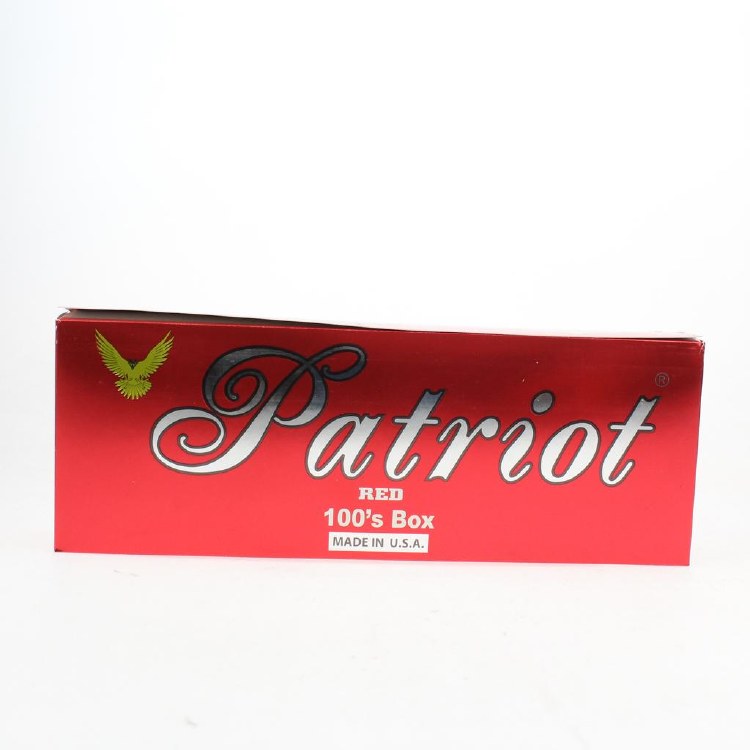 Patriot®
RED
100's Box
MADE IN U.S.A.